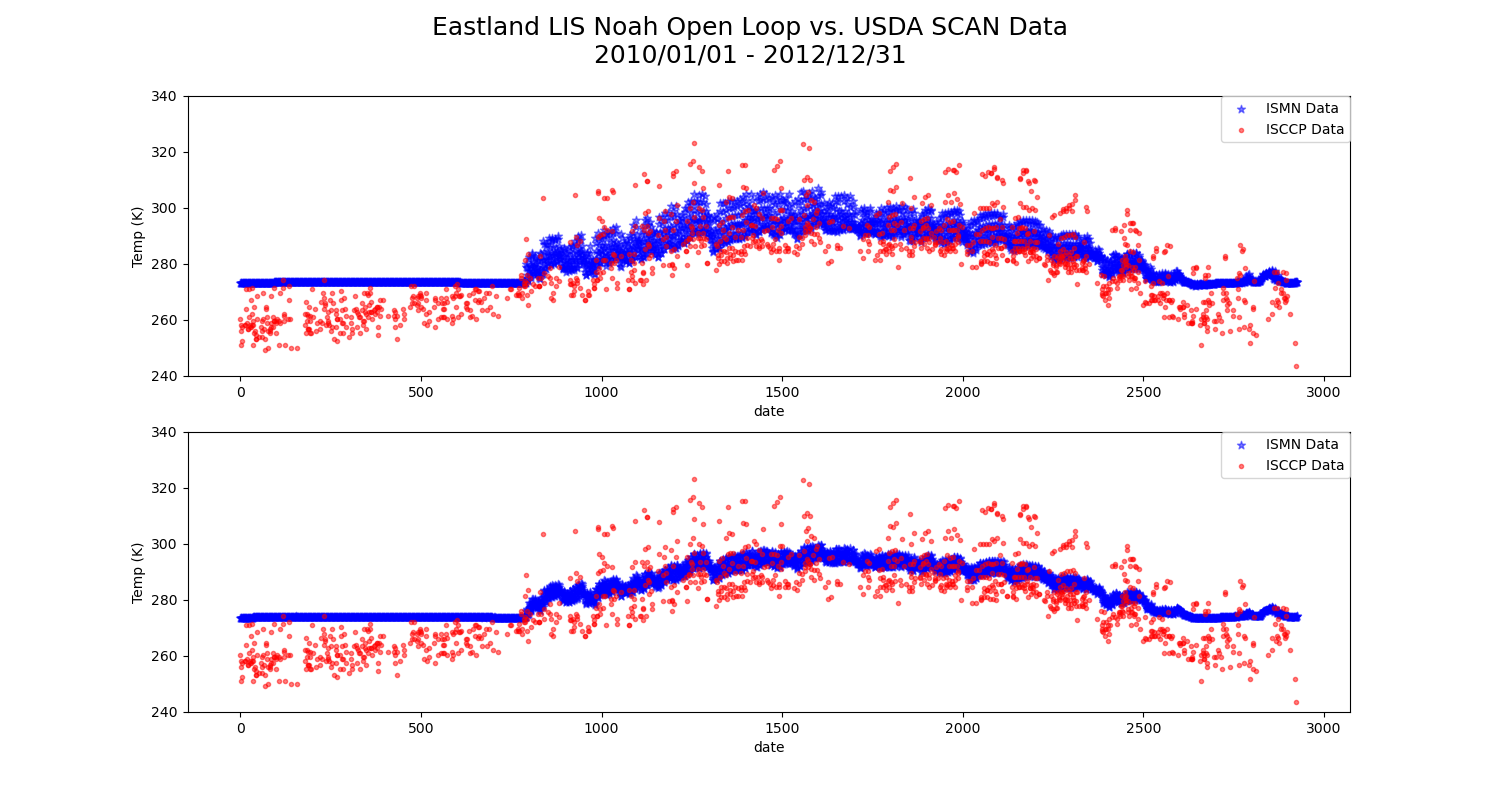 Eastland LIS Noah Open Loop vs. USDA SCAN Data
2010/01/01 - 2012/12/31
340
320
300
280
260
240
Temp (K)
ISMN Data
ISCCP Data
0 500 1000 1500 2000 2500 3000
date
340
320
300
280
260
240
Temp (K)
ISMN Data
ISCCP Data
0 500 1000 1500 2000 2500 3000
date